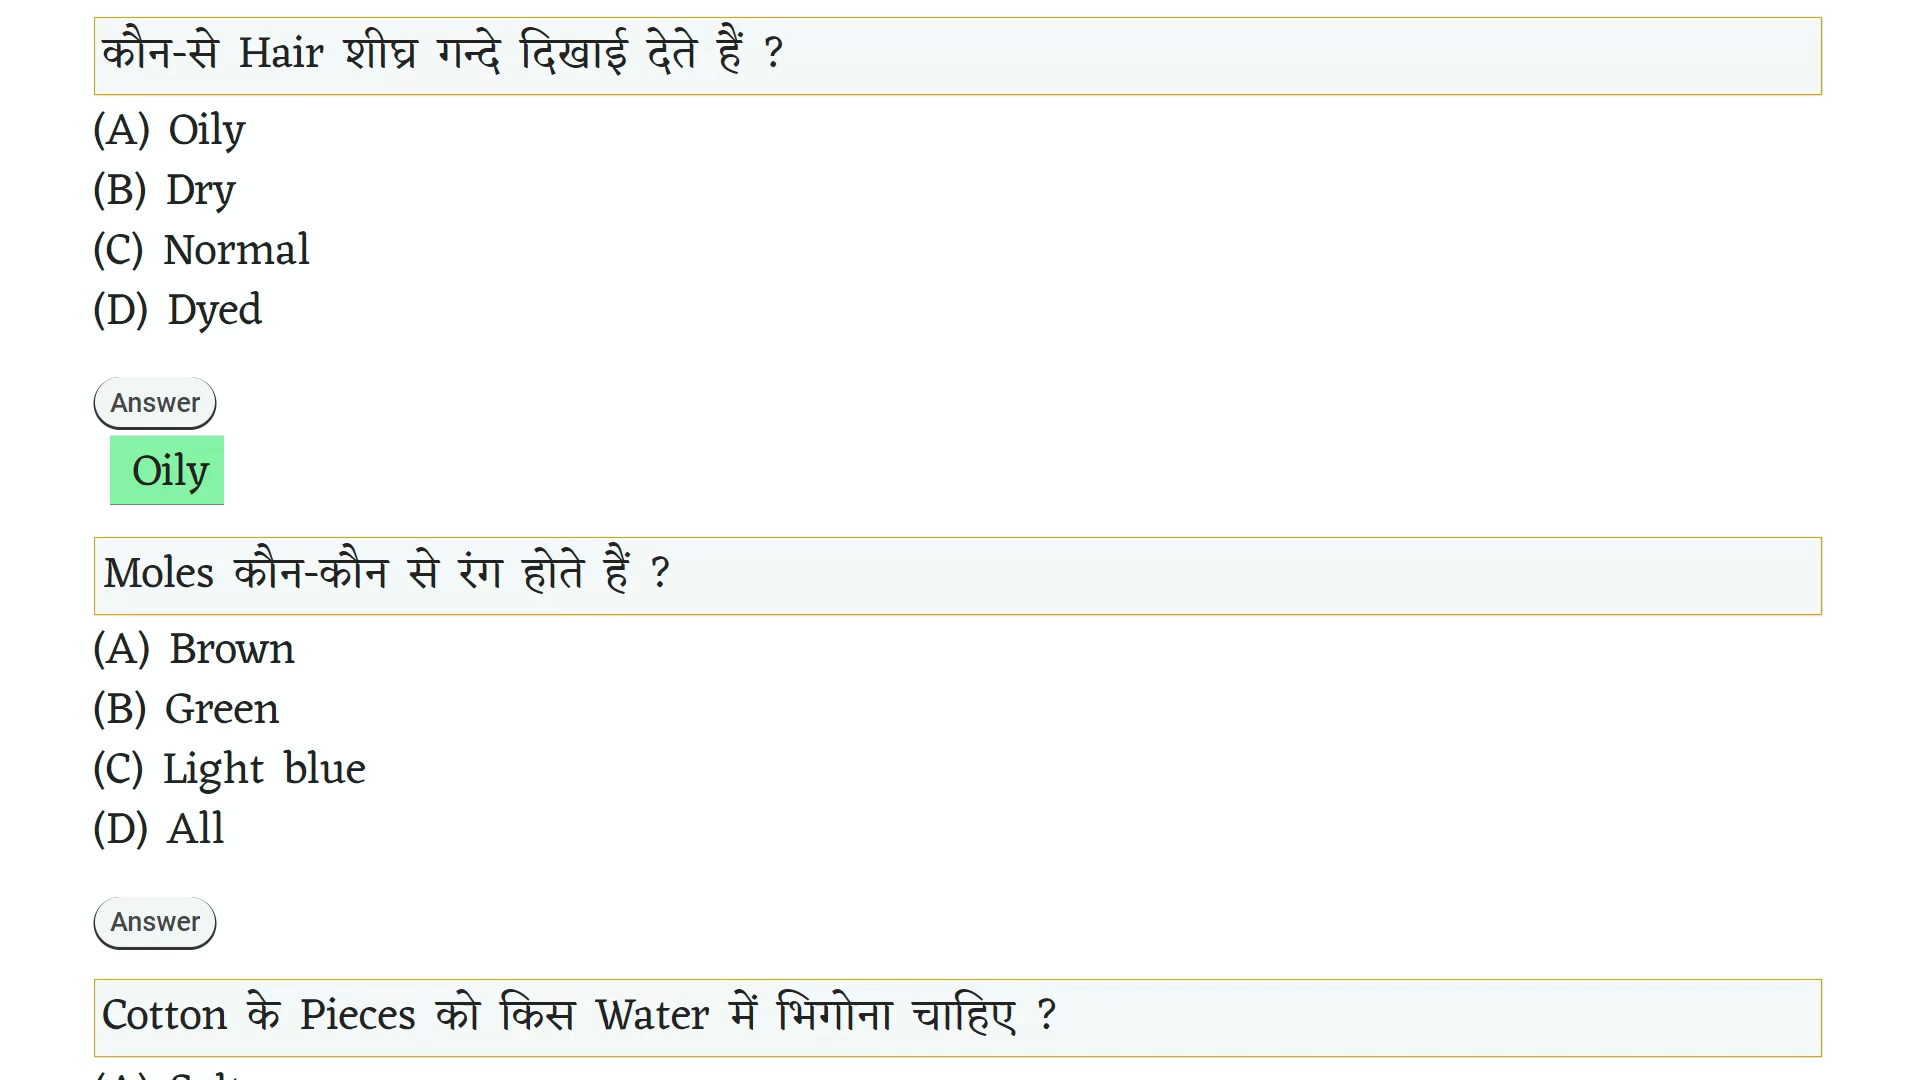 कौन-से Hair शीघ्र गन्दे दिखाई देते हैं ?
(A) Oily
(B) Dry
(C) Normal
(D) Dyed
Answer
Oily
Moles कौन-कौन से रंग होते हैं ?
(A) Brown
(B) Green
(C) Light blue
(D) All
Answer
Cotton के Pieces को किस Water में भिगोना चाहिए ?